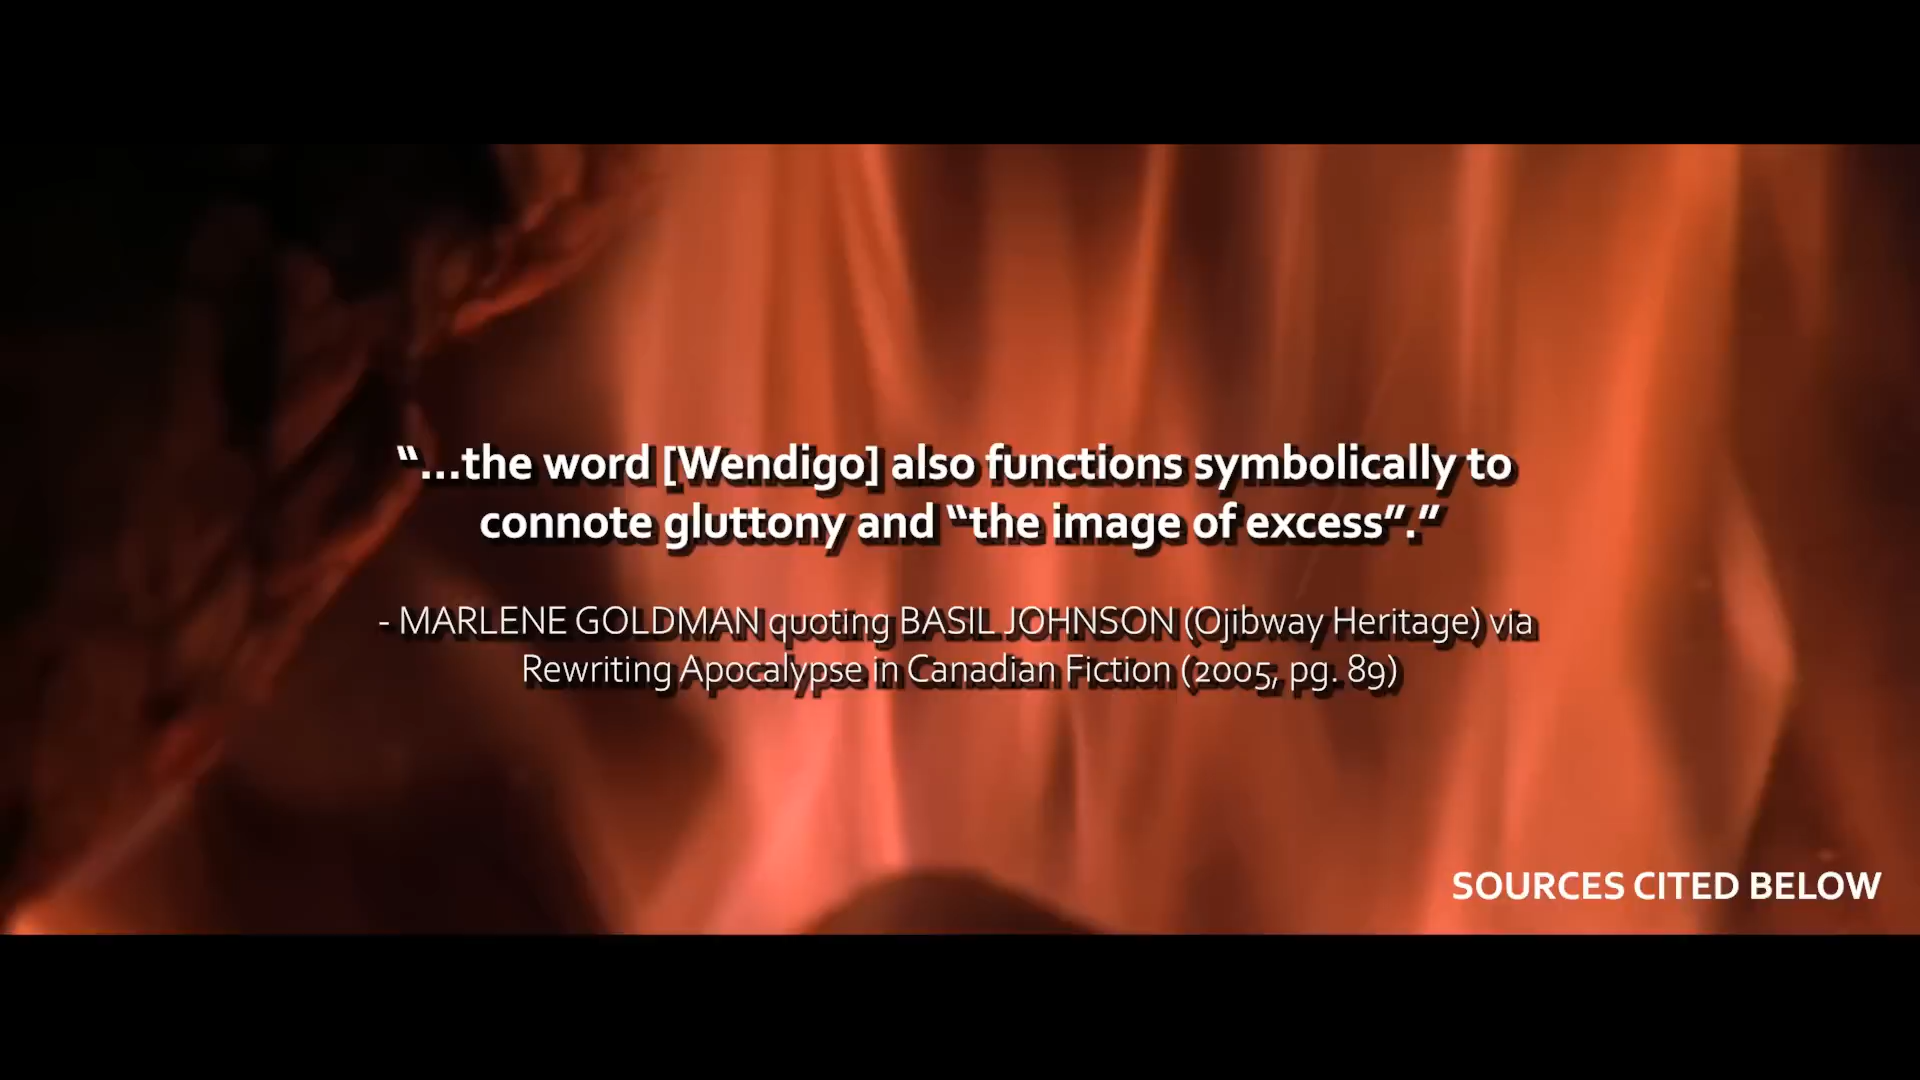 “...the word [Wendigo] also functions symbolically to
connote gluttony and “the image of excess”.”
- MARLENE GOLDMAN quoting BASIL JOHNSON (Ojibway Heritage) via
Rewriting Apocalypse in Canadian Fiction (2005, pg. 89)
SOURCES CITED BELOW